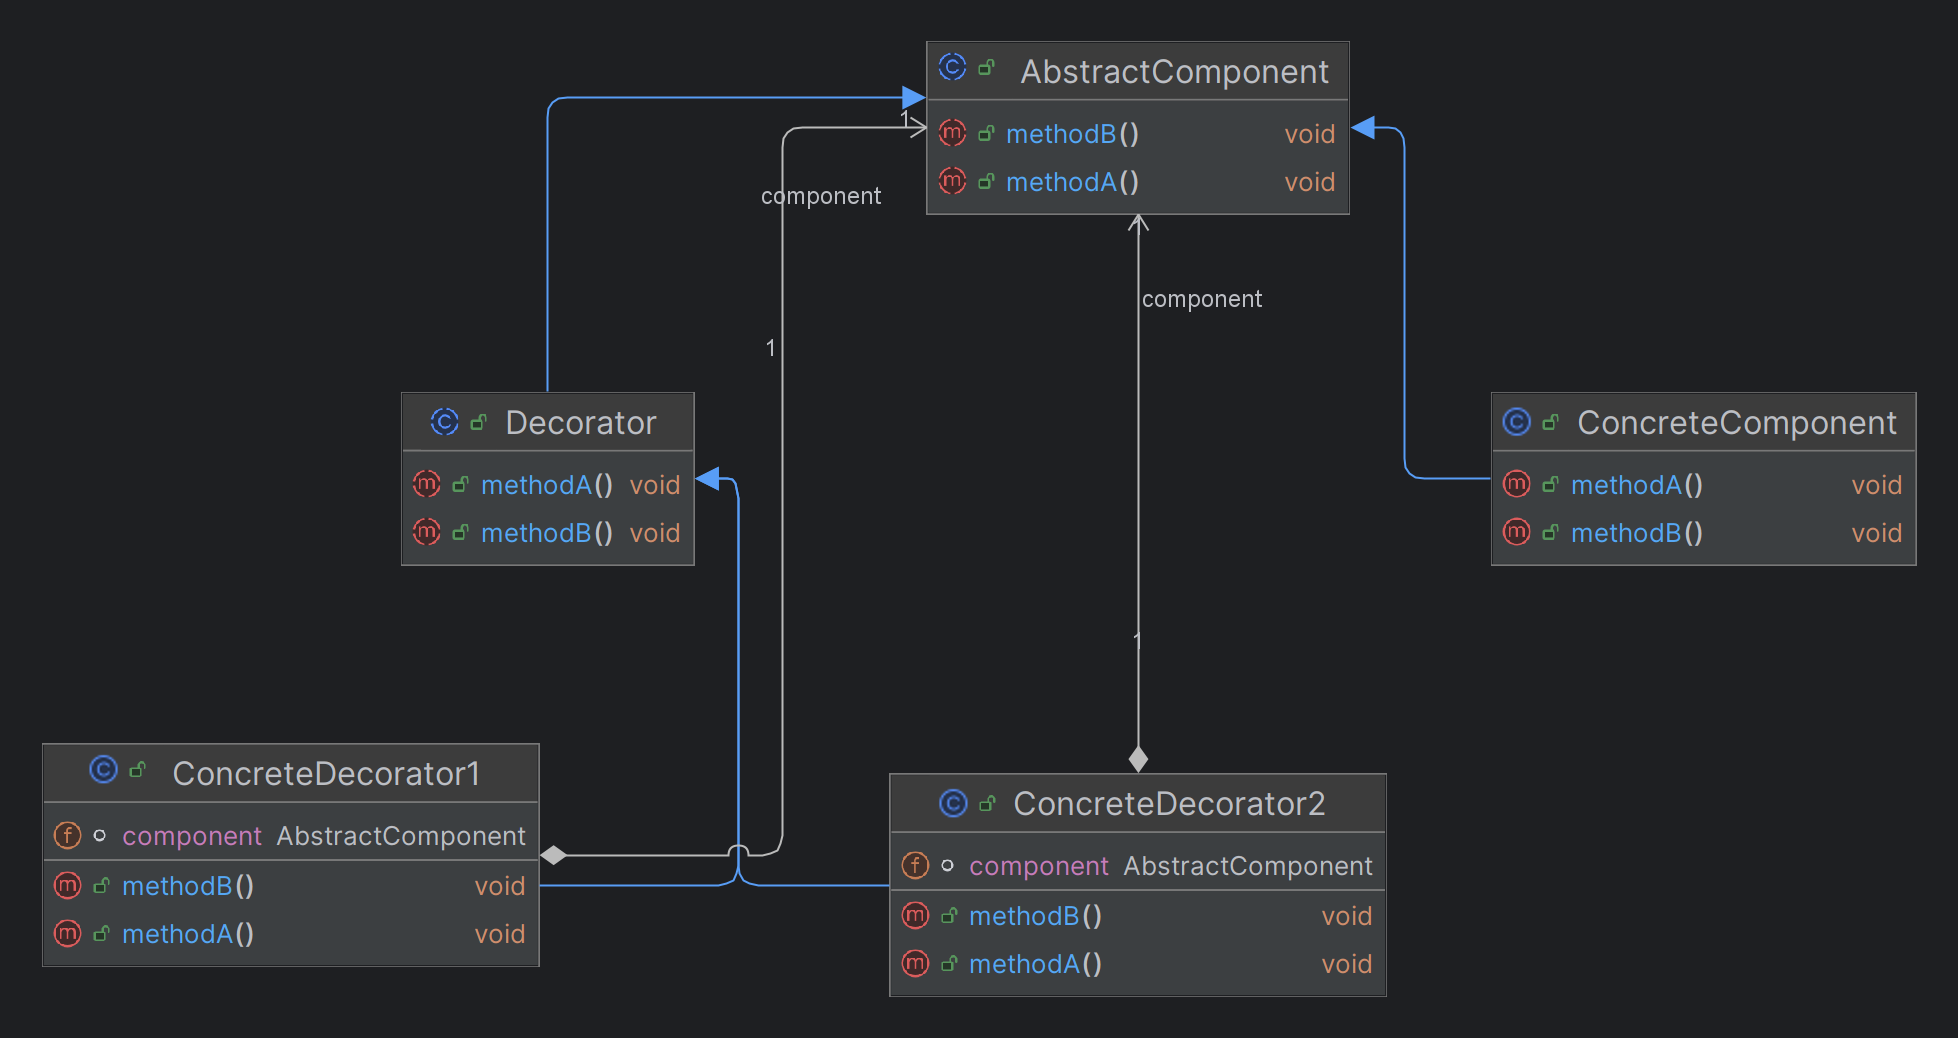 AbstractComponent
methodB() void
methodA() void
1
component
component
1
1
Decorator
methodA() void
methodB() void
ConcreteComponent
methodA() void
methodB() void
ConcreteDecorator1
component AbstractComponent
methodB() void
methodA() void
ConcreteDecorator2
component AbstractComponent
methodB() void
methodA() void